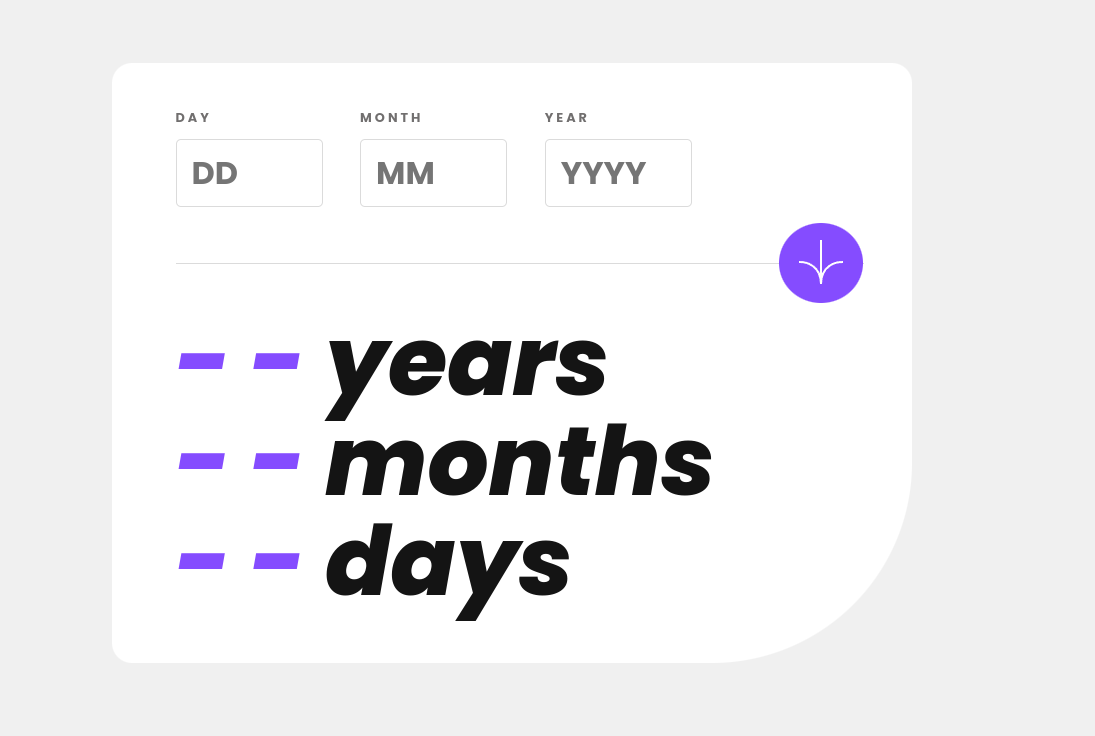 DAY MONTH YEAR
DD MM YYYY
- - years
- - months
- - days